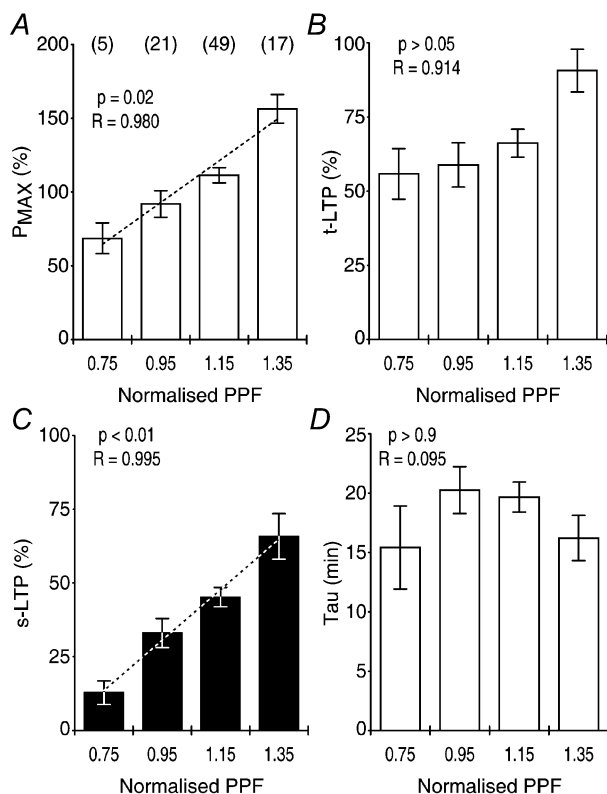 A
(5) (21) (49) (17)
200
150
100
50
0
p = 0.02
R = 0.980
PMAX (%)
0.75 0.95 1.15 1.35
Normalised PPF
B
100
75
50
25
0
p > 0.05
R = 0.914
t-LTP (%)
0.75 0.95 1.15 1.35
Normalised PPF
C
100
75
50
25
0
p < 0.01
R = 0.995
s-LTP (%)
0.75 0.95 1.15 1.35
Normalised PPF
D
25
20
15
10
5
0
p > 0.9
R = 0.095
Tau (min)
0.75 0.95 1.15 1.35
Normalised PPF